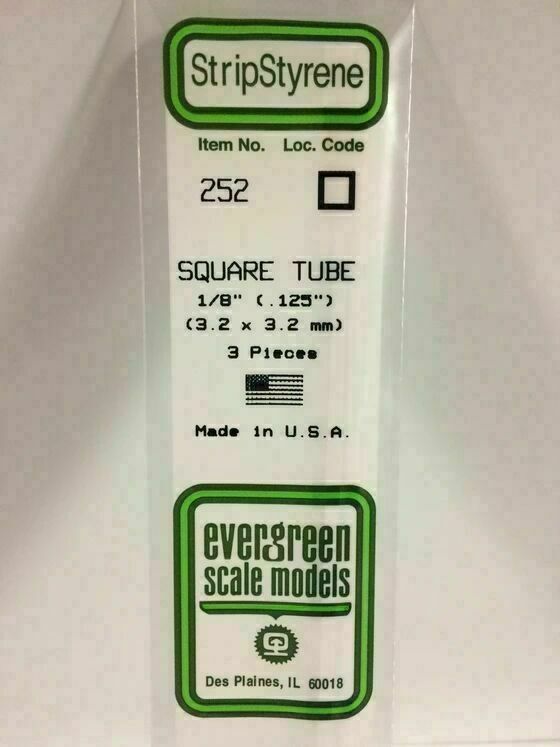 StripStyrene
Item No. Loc. Code
252
SQUARE TUBE
1/8" (.125")
(3.2 x 3.2 mm)
3 Pieces
Made in U.S.A.
evergreen
scale models
Des Plaines, IL 60018